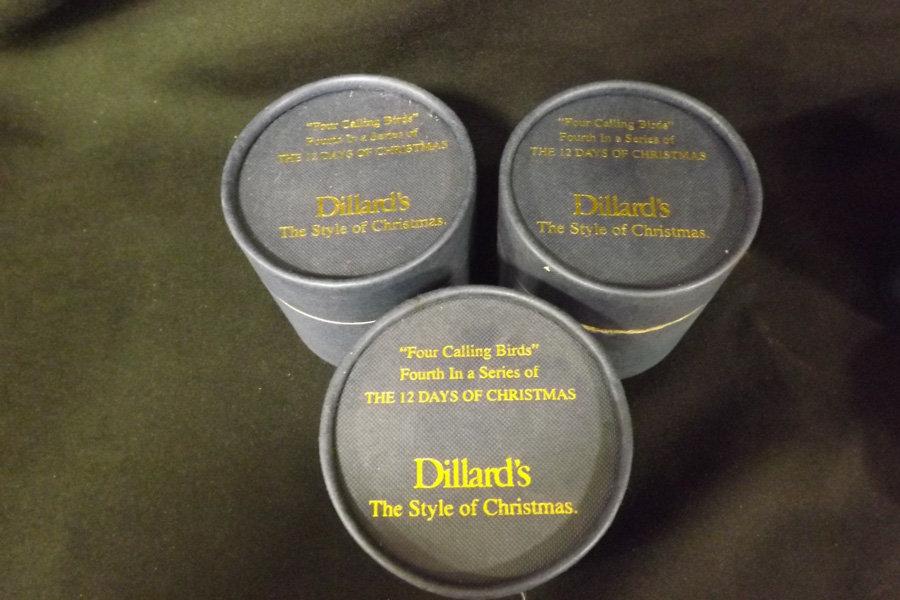 "Four Calling Birds"
Fourth In a Series of
THE 12 DAYS OF CHRISTMAS
Dillard's
The Style of Christmas.
"Four Calling Birds"
Fourth In a Series of
THE 12 DAYS OF CHRISTMAS
Dillard's
The Style of Christmas.
“Four Calling Birds”
Fourth In a Series of
THE 12 DAYS OF CHRISTMAS
Dillard's
The Style of Christmas.